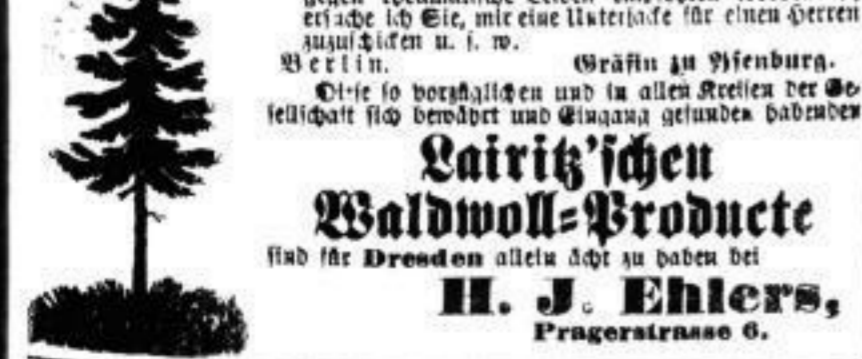 ersuche ich Sie, mir eine Unterjacke für einen Herren
zuzuschicken u. s. w.
Berlin. Gräfin zu Ysenburg.
Diese so vorzüglichen und in allen Kreisen der Ge-
sellschaft sich bewährt und Eingang gefunden habenden
Lairitz'schen
Waldwoll=Producte
sind für Dresden allein ächt zu haben bei
H. J. Ehlers,
Pragerstrasse 6.